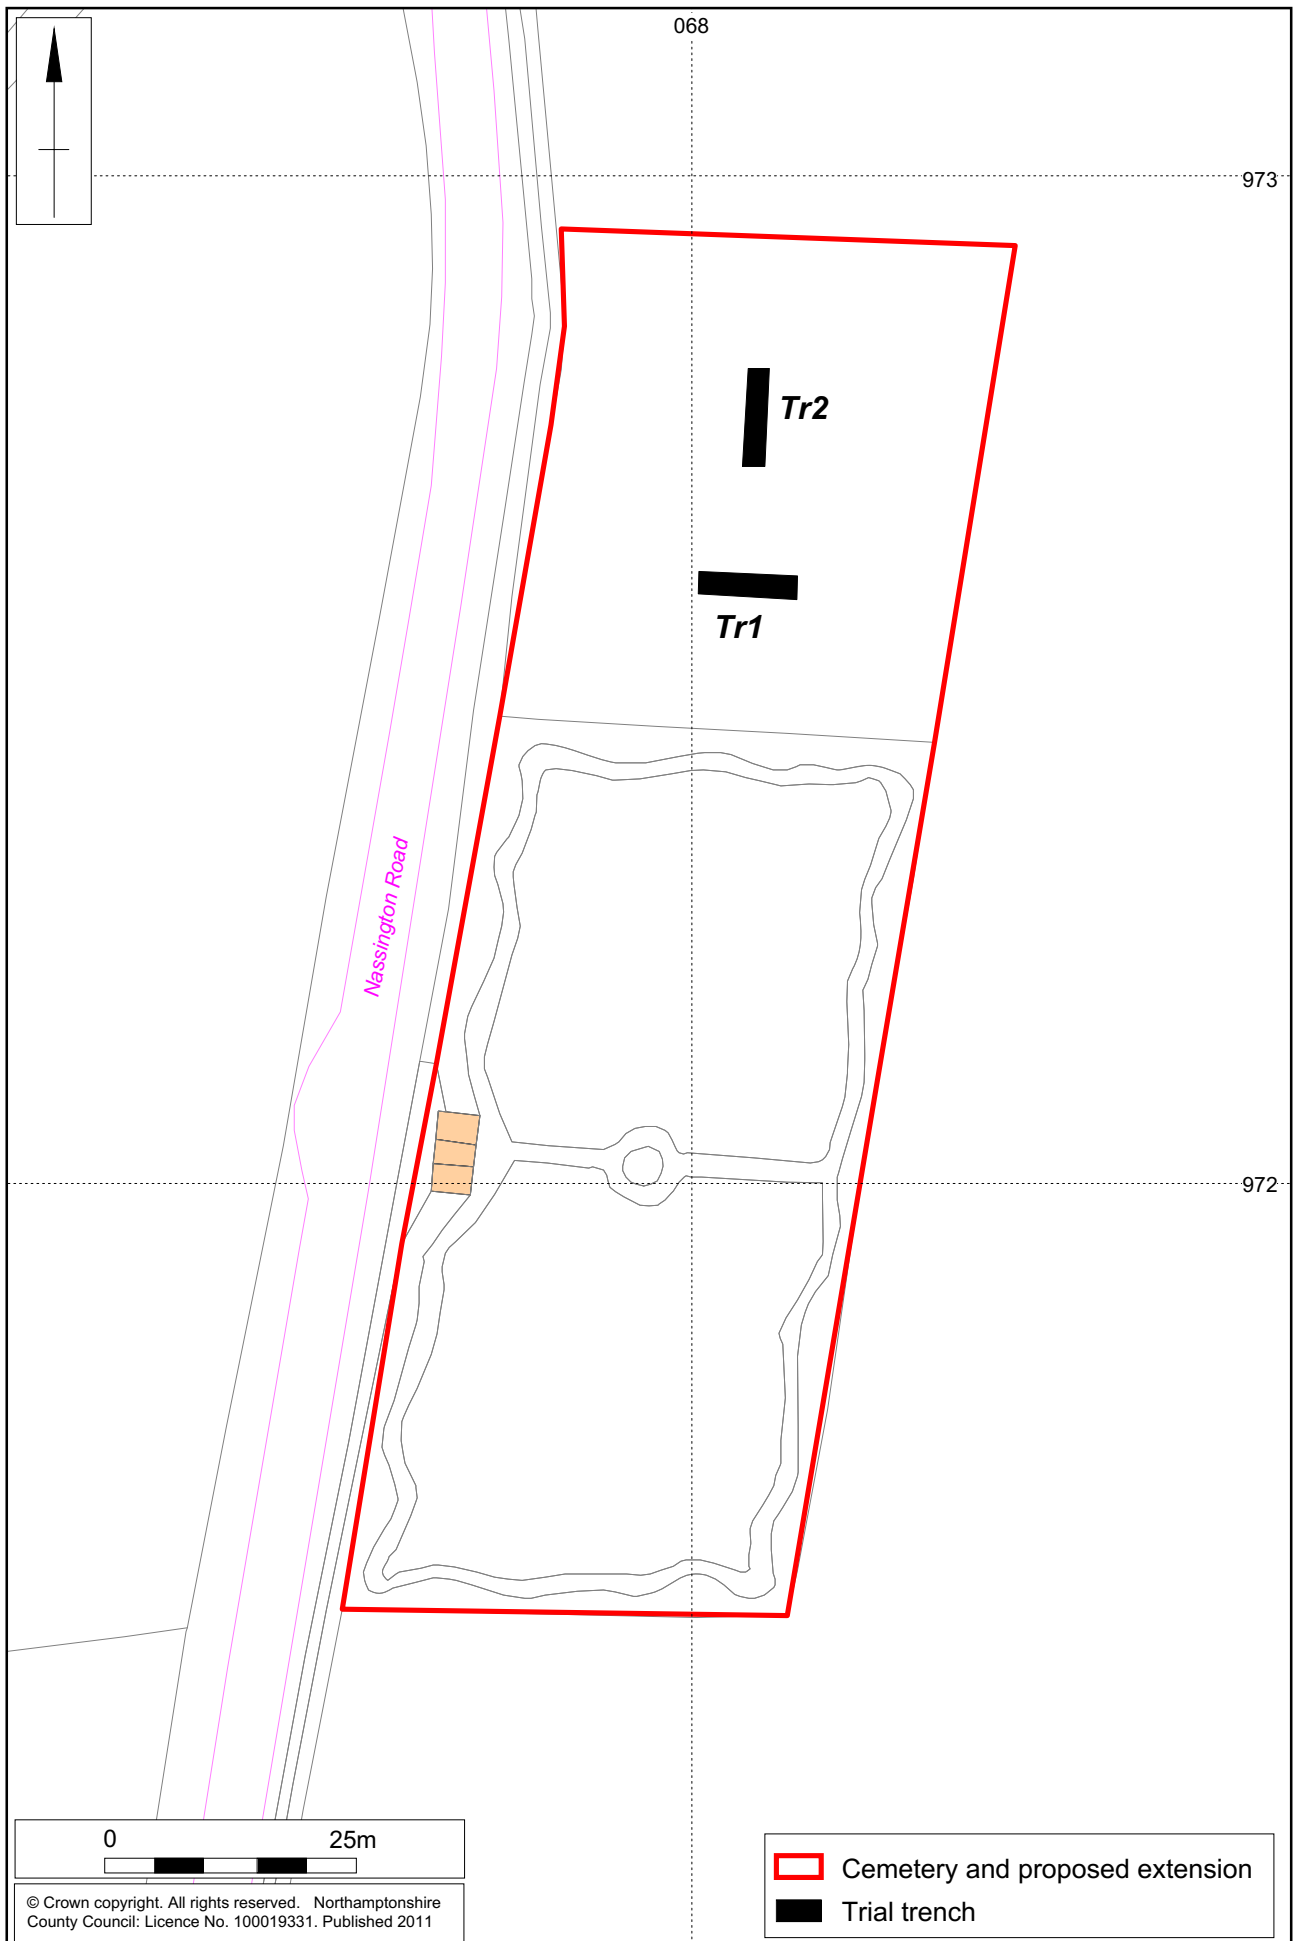 068
973
Tr2
Tr1
Nassington Road
972
0 25m
© Crown copyright. All rights reserved. Northamptonshire
County Council: Licence No. 100019331. Published 2011
Cemetery and proposed extension
Trial trench